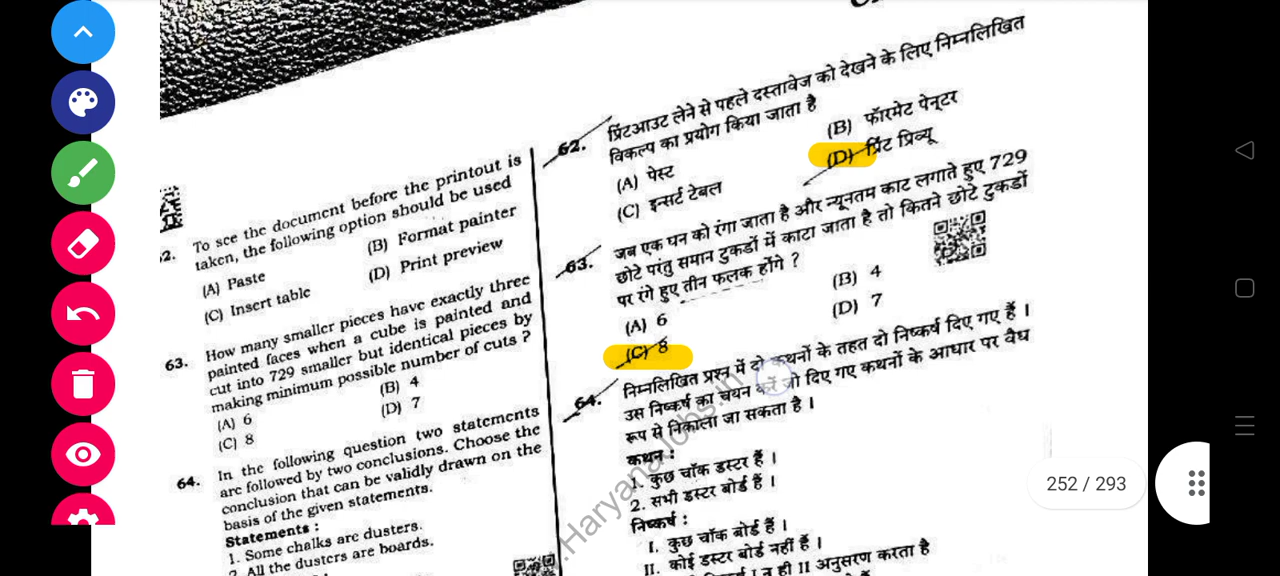 2. To see the document before the printout is
taken, the following option should be used
(A) Paste
(B) Format painter
(C) Insert table
(D) Print preview
63. How many smaller pieces have exactly three
painted faces when a cube is painted and
cut into 729 smaller but identical pieces by
making minimum possible number of cuts ?
(A) 6
(B) 4
(C) 8
(D) 7
64. In the following question two statements
are followed by two conclusions. Choose the
conclusion that can be validly drawn on the
basis of the given statements.
Statements :
1. Some chalks are dusters.
2. All the dusters are boards.
62. प्रिंटआउट लेने से पहले दस्तावेज को देखने के लिए निम्नलिखित
विकल्प का प्रयोग किया जाता है
(A) पेस्ट
(B) फॉरमेट पेनूटर
(C) इन्सर्ट टेबल
(D) प्रिंट प्रिव्यू
63. जब एक घन को रंगा जाता है और न्यूनतम काट लगाते हुए 729
छोटे परंतु समान टुकडों में काटा जाता है तो कितने छोटे टुकडों
पर रंगे हुए तीन फलक होंगे ?
(A) 6
(B) 4
(C) 8
(D) 7
64. निम्नलिखित प्रश्न में दो कथनों के तहत दो निष्कर्ष दिए गए हैं ।
उस निष्कर्ष का चयन करें जो दिए गए कथनों के आधार पर वैध
रूप से निकाला जा सकता है ।
कथन :
1. कुछ चॉक डस्टर हैं ।
2. सभी डस्टर बोर्ड हैं ।
निष्कर्ष :
I. कुछ चॉक बोर्ड हैं ।
II. कोई डस्टर बोर्ड नहीं हैं ।
I न ही II अनुसरण करता है
.HaryanaJobs.in
252 / 293